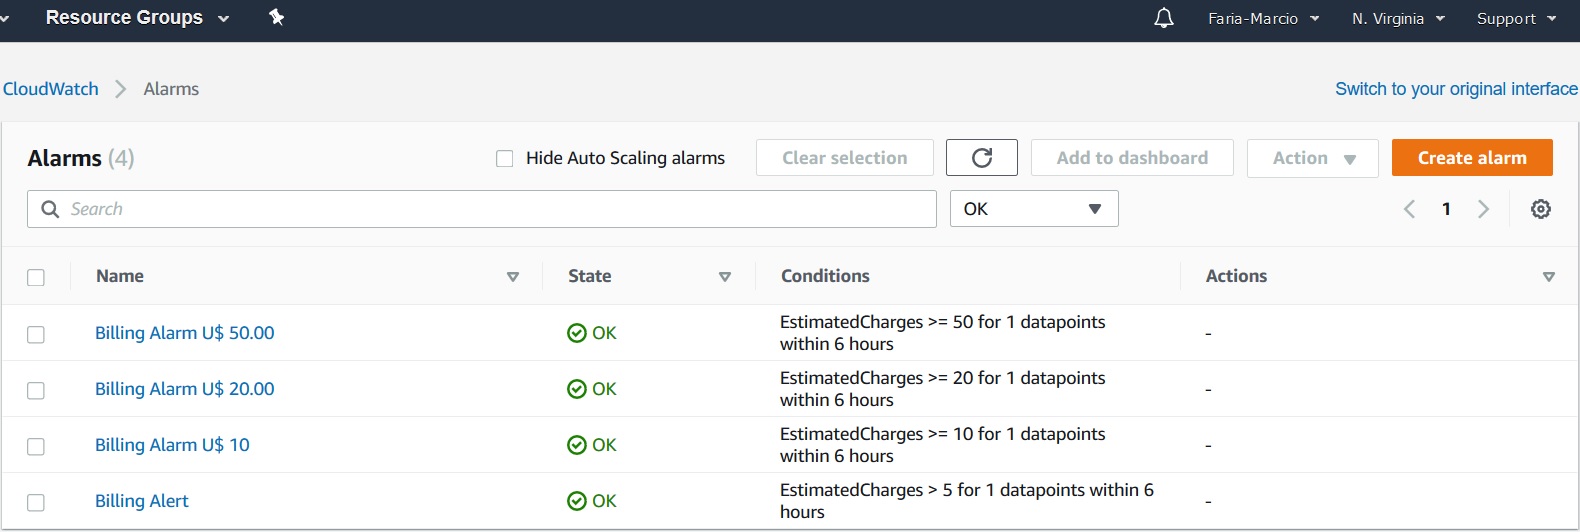 Resource Groups
Faria-Marcio
N. Virginia
Support
CloudWatch
Alarms
Switch to your original interface
Alarms (4)
Hide Auto Scaling alarms
Clear selection
Add to dashboard
Action
Create alarm
Search
OK
1
Name
State
Conditions
Actions
Billing Alarm U$ 50.00
OK
EstimatedCharges >= 50 for 1 datapoints
within 6 hours
-
Billing Alarm U$ 20.00
OK
EstimatedCharges >= 20 for 1 datapoints
within 6 hours
-
Billing Alarm U$ 10
OK
EstimatedCharges >= 10 for 1 datapoints
within 6 hours
-
Billing Alert
OK
EstimatedCharges > 5 for 1 datapoints within 6
hours
-